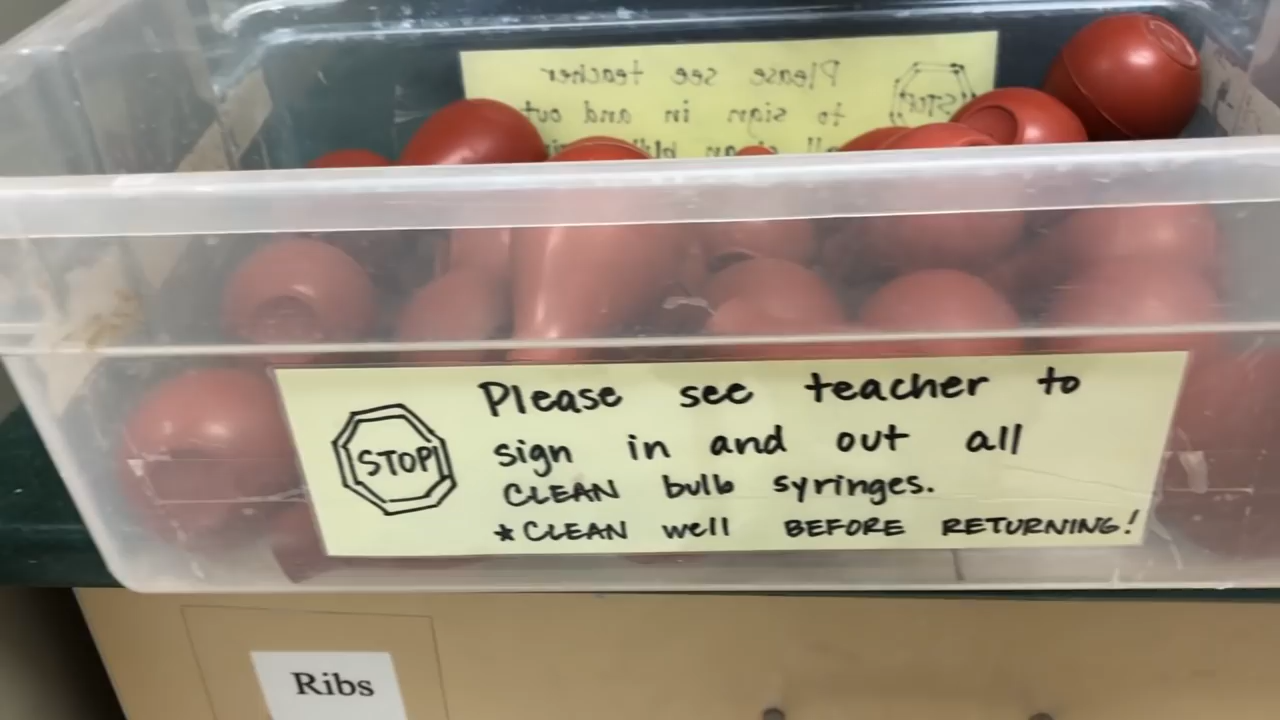 Please see teacher
to sign in and out
STOP!
STOP!
Please see teacher to
sign in and out all
CLEAN bulb syringes.
* CLEAN well BEFORE RETURNING!
Ribs